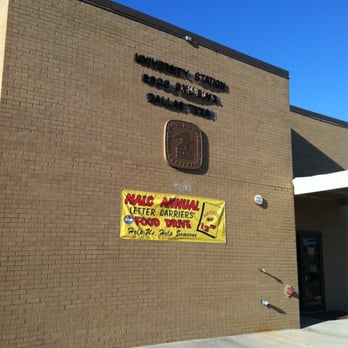 UNIVERSITY STATION
DALLAS TEXAS
NALC ANNUAL
LETTER CARRIERS'
FOOD DRIVE
Help Us Help Someone